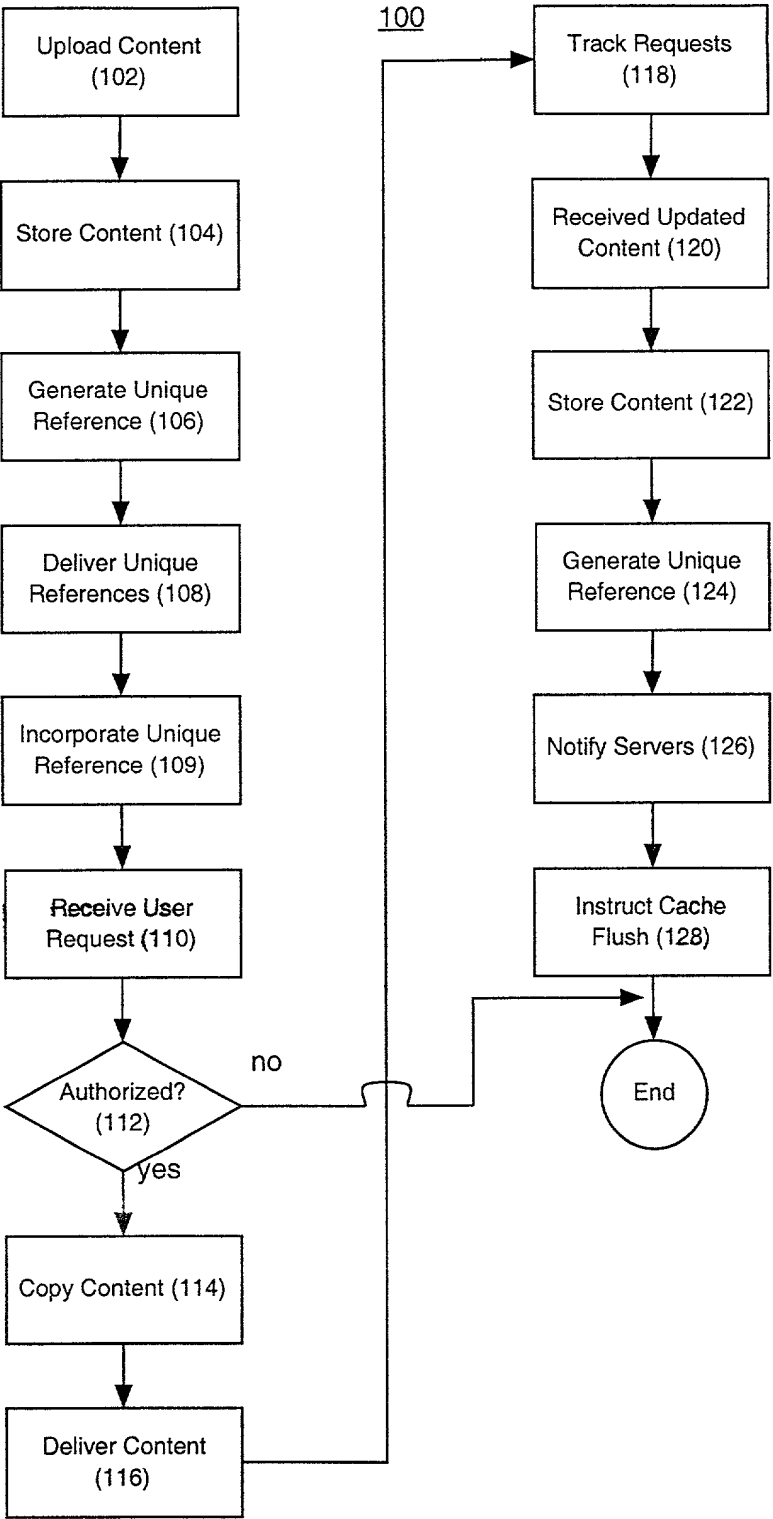 100
Upload Content
(102)
Store Content (104)
Generate Unique
Reference (106)
Deliver Unique
References (108)
Incorporate Unique
Reference (109)
Receive User
Request (110)
Authorized?
(112)
no
yes
Copy Content (114)
Deliver Content
(116)
Track Requests
(118)
Received Updated
Content (120)
Store Content (122)
Generate Unique
Reference (124)
Notify Servers (126)
Instruct Cache
Flush (128)
End